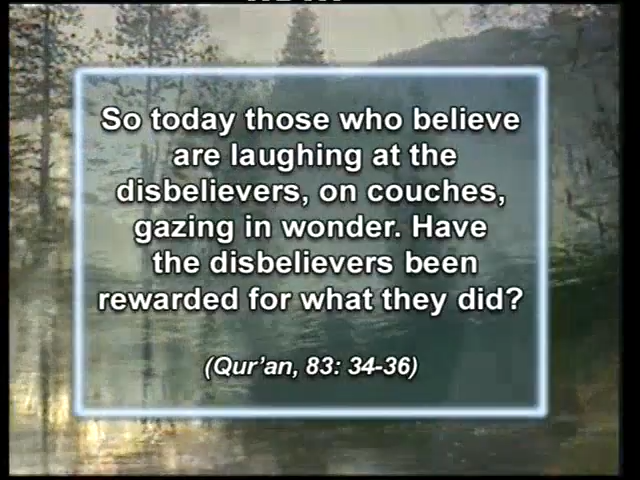 So today those who believe
are laughing at the
disbelievers, on couches,
gazing in wonder. Have
the disbelievers been
rewarded for what they did?
(Qur'an, 83: 34-36)